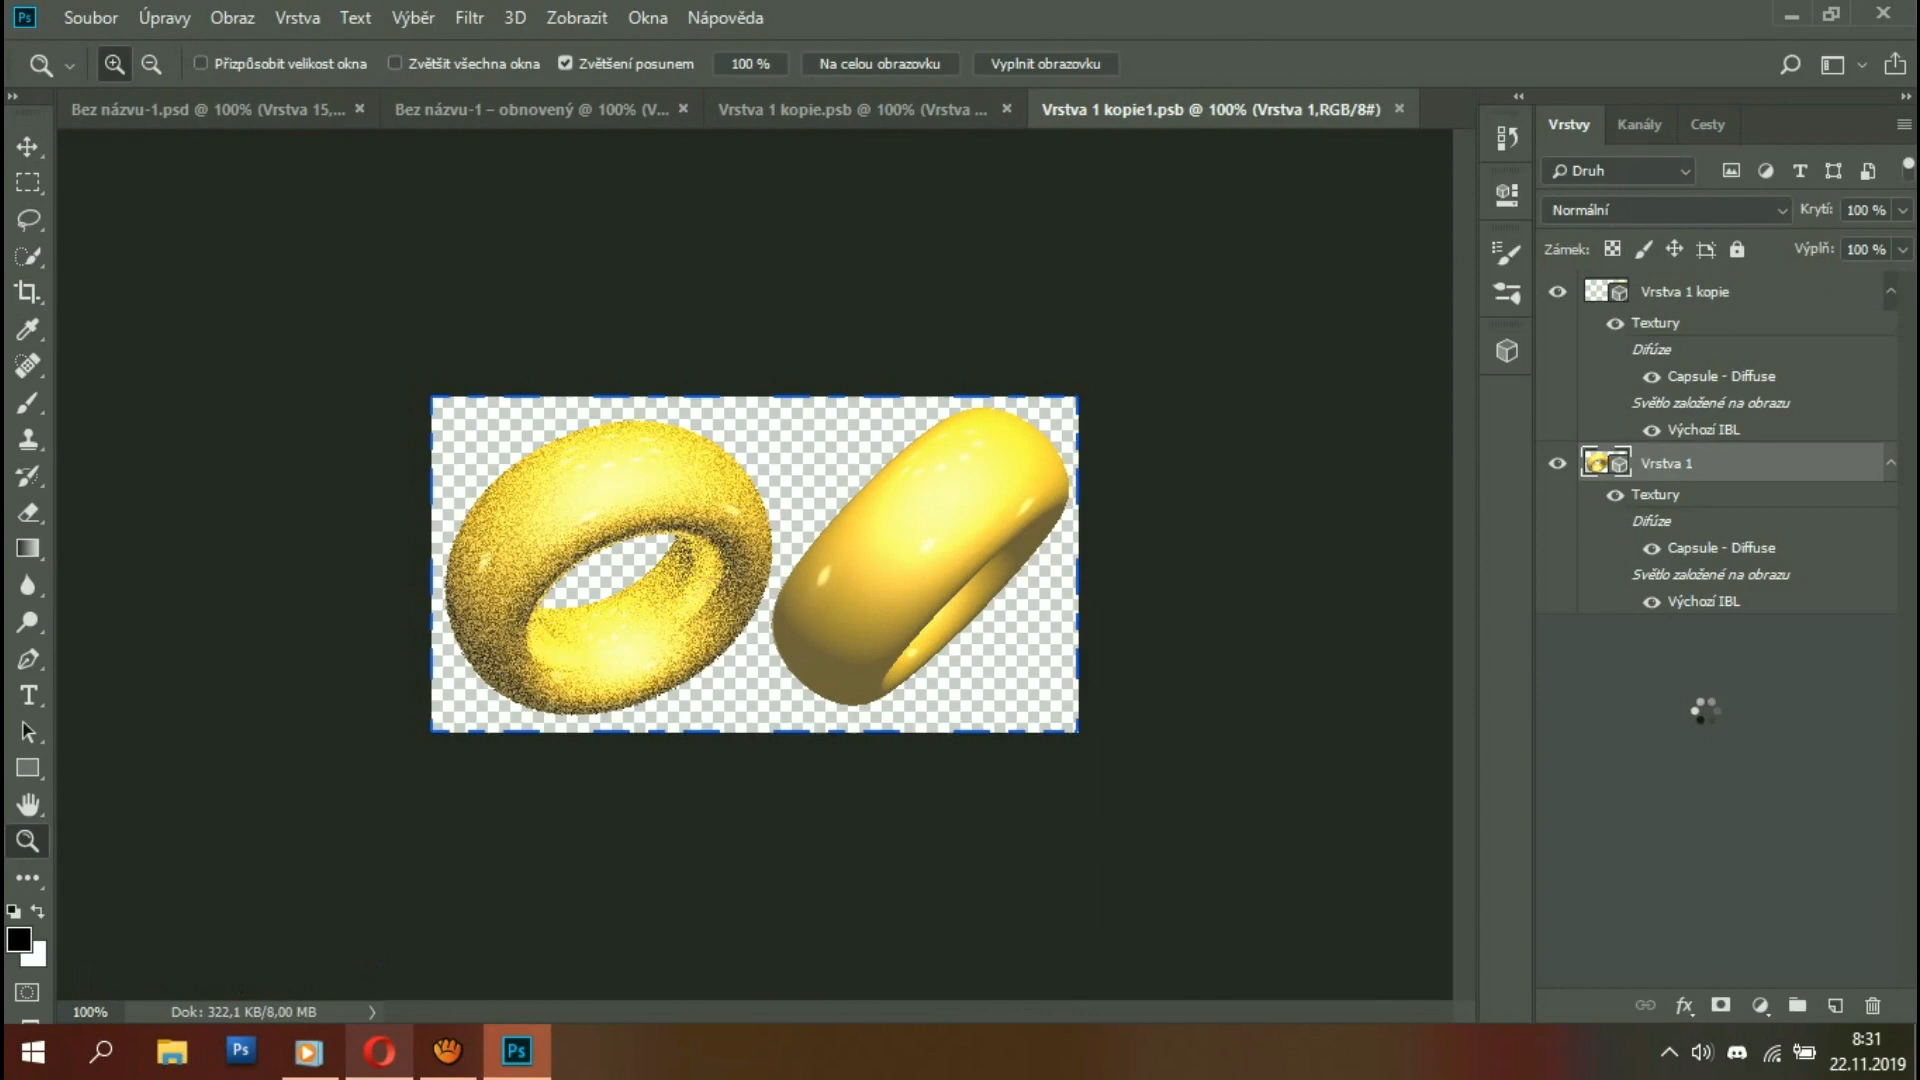 Ps Soubor Úpravy Obraz Vrstva Text Výběr Filtr 3D Zobrazit Okna Nápověda
Přizpůsobit velikost okna Zvětšit všechna okna Zvětšení posunem 100 % Na celou obrazovku Vyplnit obrazovku
Bez názvu-1.psd @ 100% (Vrstva 15,... Bez názvu-1 – obnovený @ 100% (V... Vrstva 1 kopie.psb @ 100% (Vrstva ... Vrstva 1 kopie1.psb @ 100% (Vrstva 1,RGB/8#)
Vrstvy Kanály Cesty
Druh
Normální Krytí: 100 %
Zámek: Výplň: 100 %
Vrstva 1 kopie
Textury
Difúze
Capsule - Diffuse
Světlo založené na obrazu
Výchozí IBL
Vrstva 1
Textury
Difúze
Capsule - Diffuse
Světlo založené na obrazu
Výchozí IBL
100% Dok: 322,1 KB/8,00 MB
fx
Ps Ps
8:31
22.11.2019